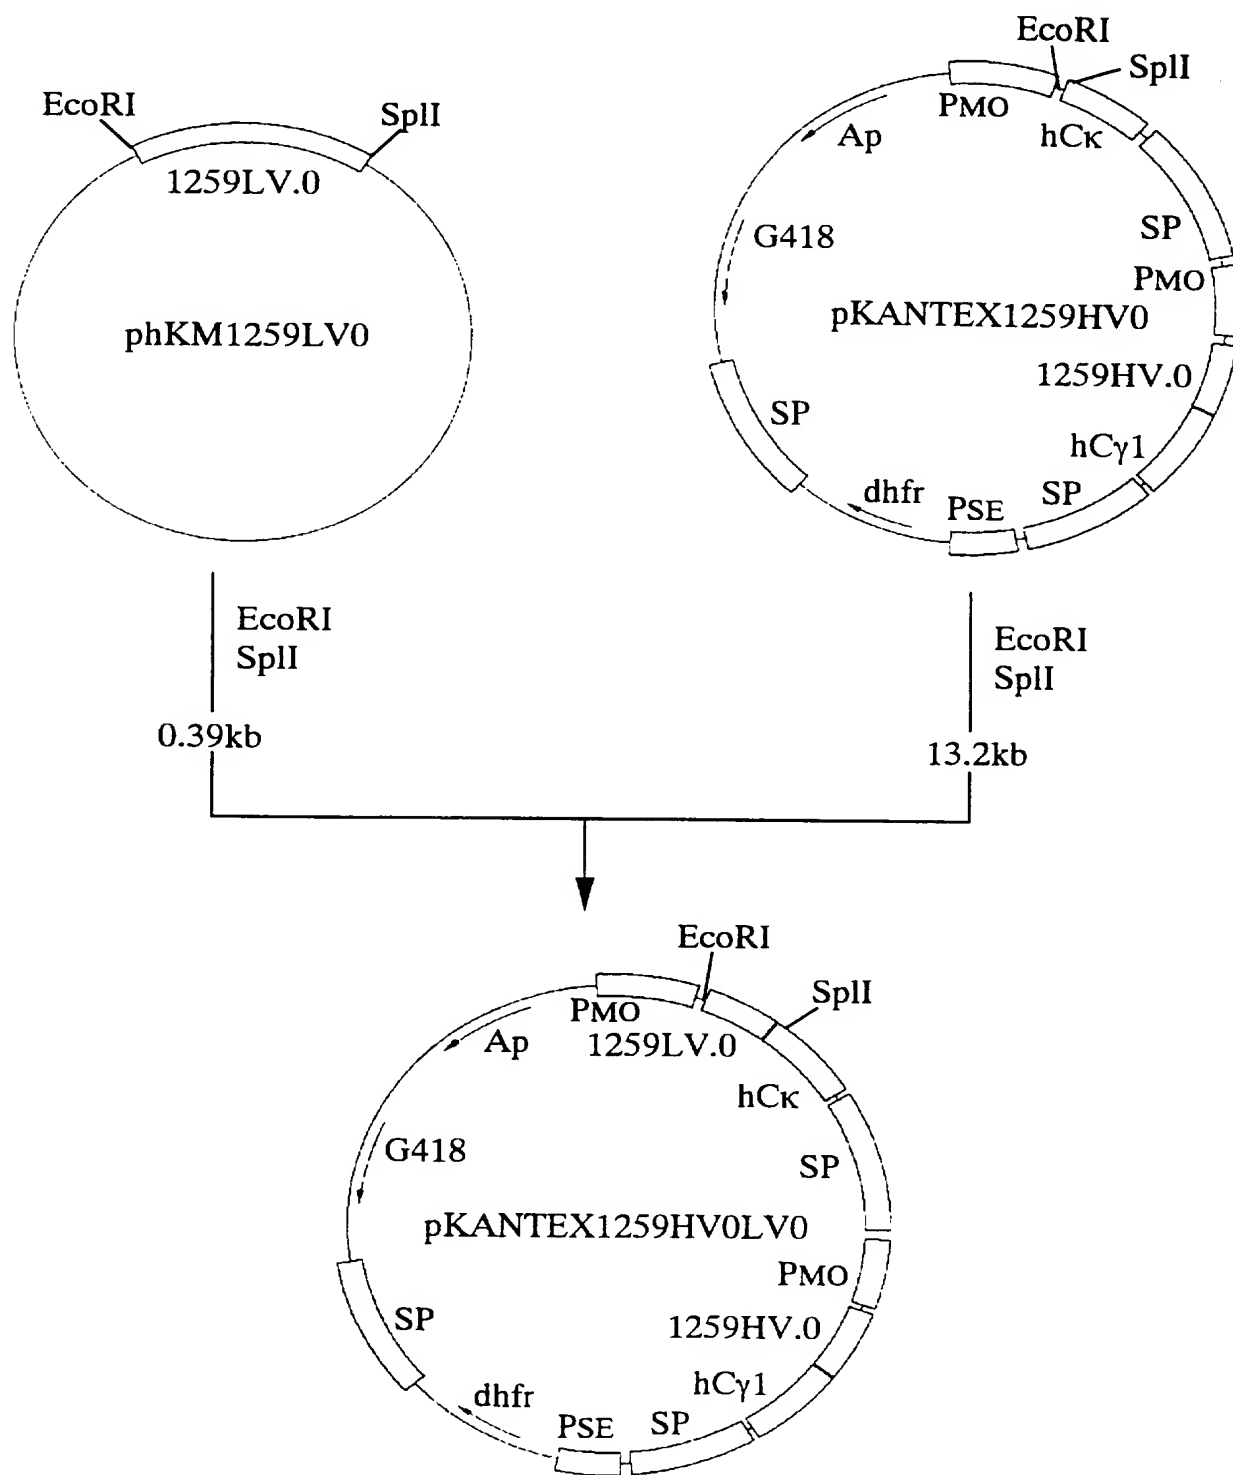 EcoRI
SplI
1259LV.0
phKM1259LV0
EcoRI
SplI
PMO
hCκ
Ap
SP
G418
PMO
pKANTEX1259HV0
1259HV.0
SP
hCγ1
dhfr
PSE
SP
EcoRI
SplI
0.39kb
EcoRI
SplI
13.2kb
EcoRI
SplI
PMO
1259LV.0
Ap
hCκ
G418
SP
pKANTEX1259HV0LV0
PMO
SP
1259HV.0
hCγ1
dhfr
PSE
SP